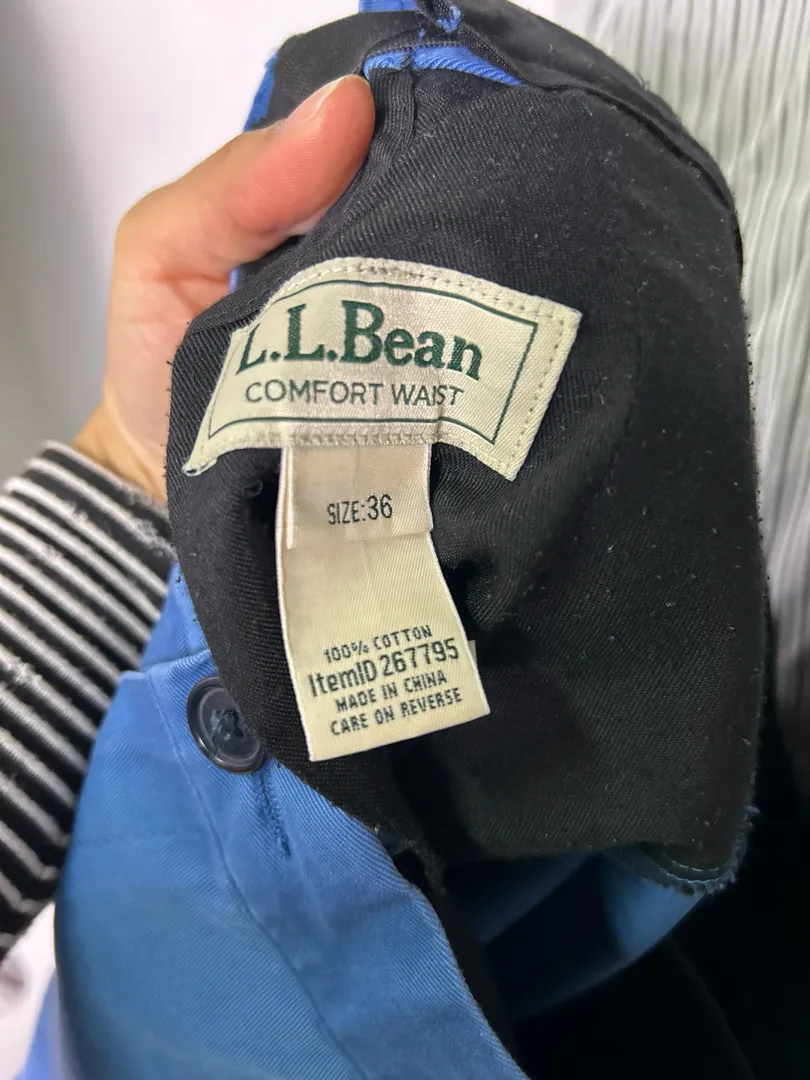 L.L.Bean
COMFORT WAIST
SIZE:36
100% COTTON
ItemID 267795
MADE IN CHINA
CARE ON REVERSE